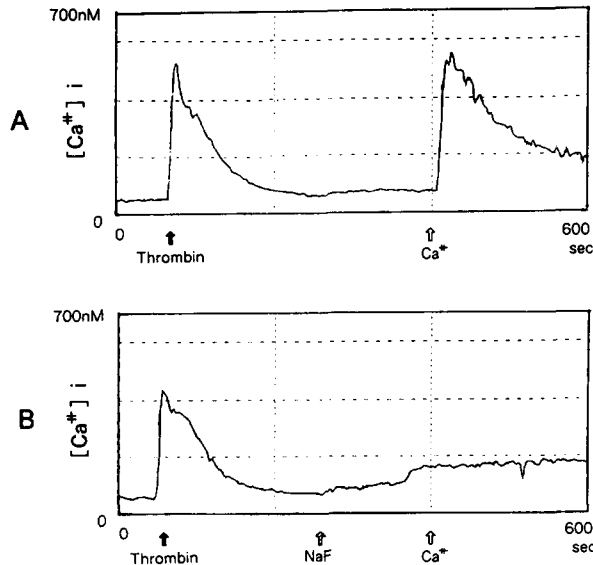 700nM
A
[Ca⁺⁺] i
0
0
600
sec
Thrombin
Ca⁺⁺
700nM
B
[Ca⁺⁺] i
0
0
600
sec
Thrombin
NaF
Ca⁺⁺